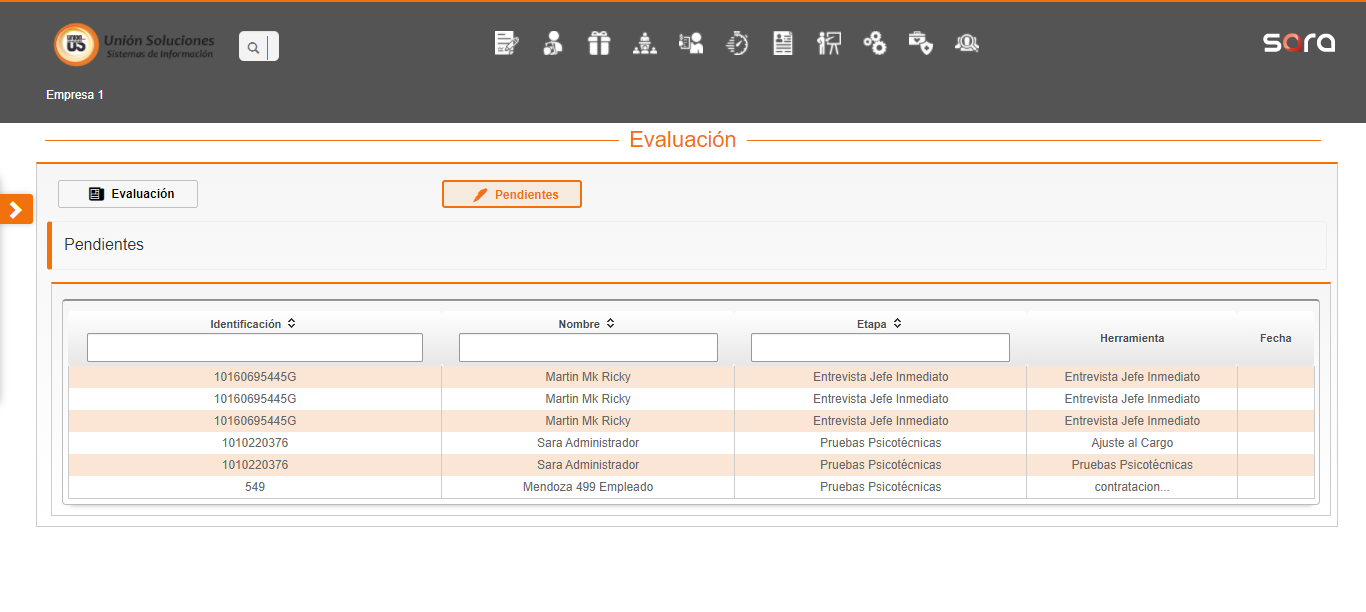 UNION
US
Unión Soluciones
Sistemas de Información
sara
Empresa 1
Evaluación
Evaluación
Pendientes
Pendientes
Identificación Nombre Etapa Herramienta Fecha
10160695445G Martin Mk Ricky Entrevista Jefe Inmediato Entrevista Jefe Inmediato
10160695445G Martin Mk Ricky Entrevista Jefe Inmediato Entrevista Jefe Inmediato
10160695445G Martin Mk Ricky Entrevista Jefe Inmediato Entrevista Jefe Inmediato
1010220376 Sara Administrador Pruebas Psicotécnicas Ajuste al Cargo
1010220376 Sara Administrador Pruebas Psicotécnicas Pruebas Psicotécnicas
549 Mendoza 499 Empleado Pruebas Psicotécnicas contratacion...